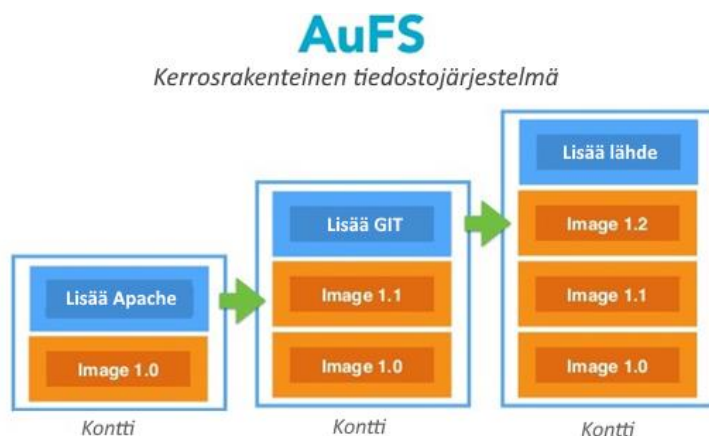 AuFS
Kerrosrakenteinen tiedostojärjestelmä
Lisää Apache
Image 1.0
Kontti
Lisää GIT
Image 1.1
Image 1.0
Kontti
Lisää lähde
Image 1.2
Image 1.1
Image 1.0
Kontti